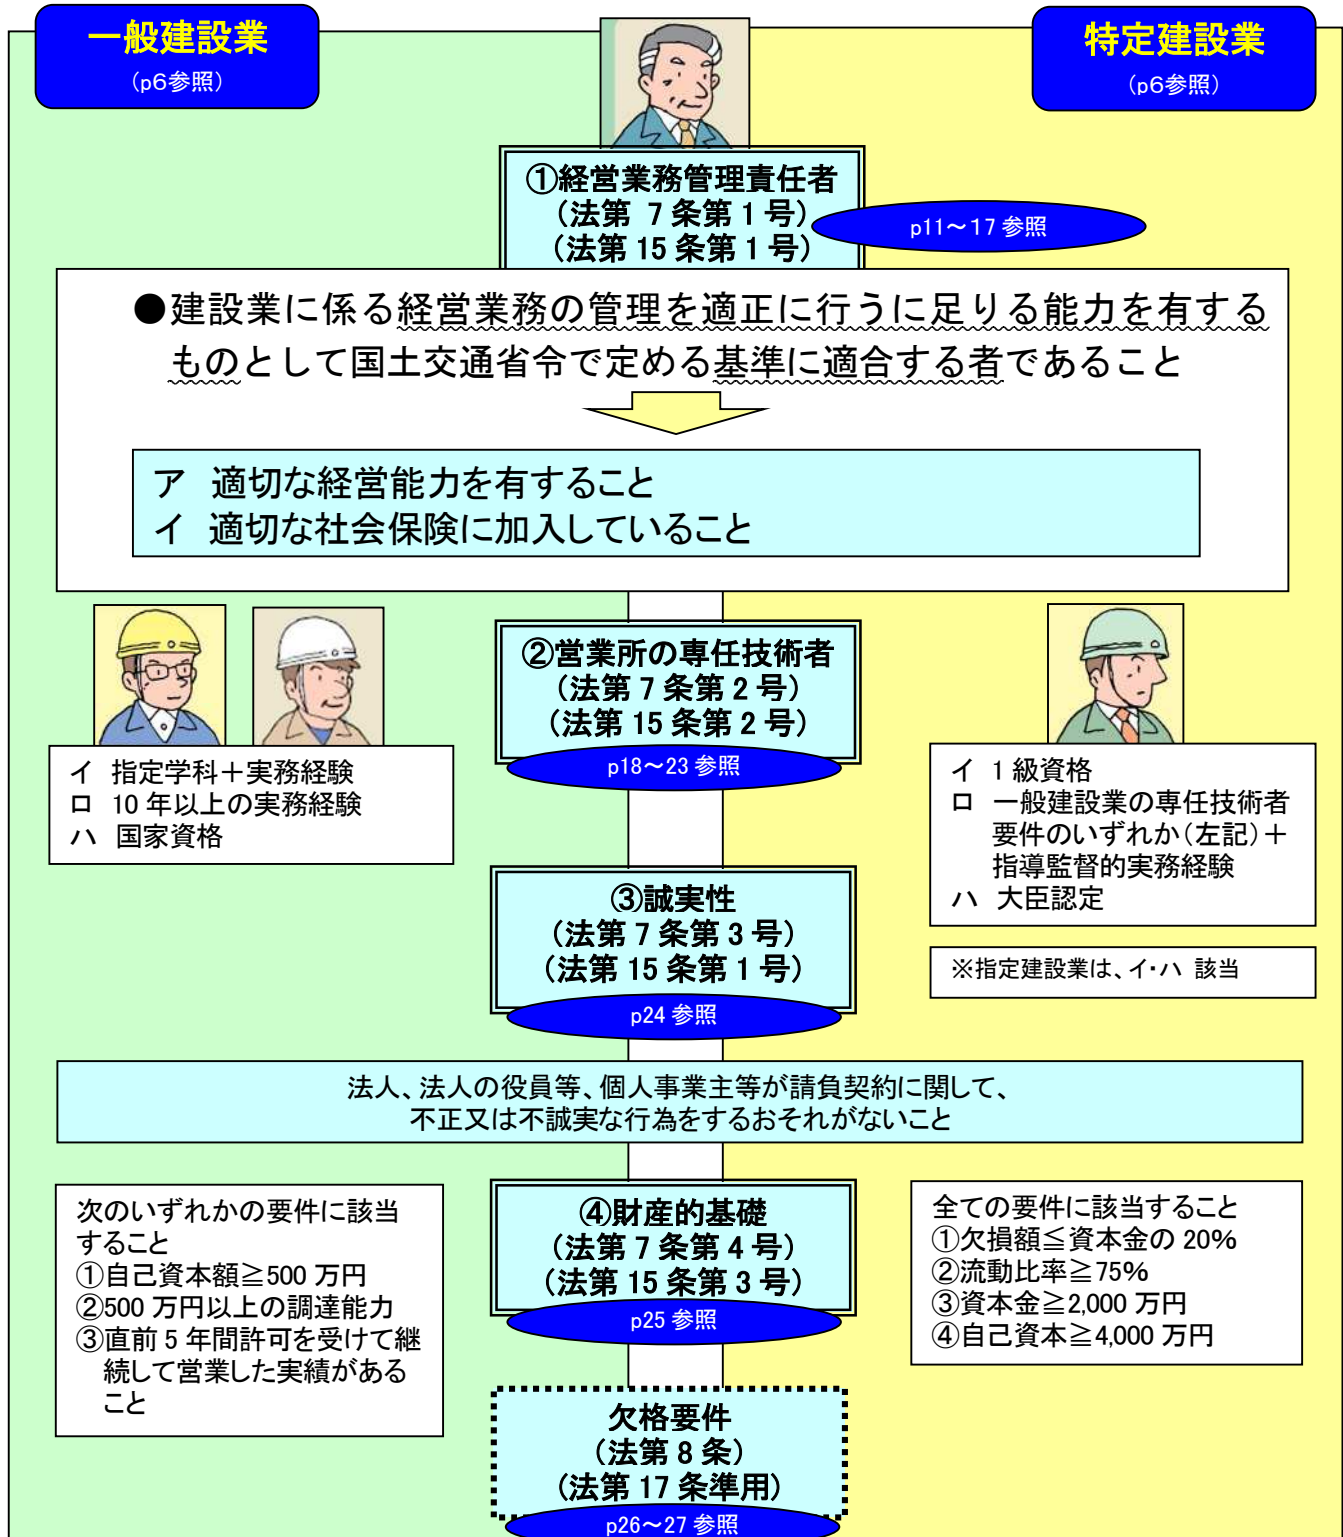 一般建設業
（p6参照）
特定建設業
（p6参照）
①経営業務管理責任者
（法第 7 条第 1 号）
（法第 15 条第 1 号）
p11～17 参照
●建設業に係る経営業務の管理を適正に行うに足りる能力を有する
ものとして国土交通省令で定める基準に適合する者であること
ア 適切な経営能力を有すること
イ 適切な社会保険に加入していること
②営業所の専任技術者
（法第 7 条第 2 号）
（法第 15 条第 2 号）
p18～23 参照
イ 指定学科＋実務経験
ロ 10 年以上の実務経験
ハ 国家資格
イ 1 級資格
ロ 一般建設業の専任技術者
要件のいずれか（左記）＋
指導監督的実務経験
ハ 大臣認定
※指定建設業は、イ・ハ 該当
③誠実性
（法第 7 条第 3 号）
（法第 15 条第 1 号）
p24 参照
法人、法人の役員等、個人事業主等が請負契約に関して、
不正又は不誠実な行為をするおそれがないこと
次のいずれかの要件に該当
すること
①自己資本額≧500 万円
②500 万円以上の調達能力
③直前 5 年間許可を受けて継
続して営業した実績がある
こと
④財産的基礎
（法第 7 条第 4 号）
（法第 15 条第 3 号）
p25 参照
全ての要件に該当すること
①欠損額≦資本金の 20%
②流動比率≧75%
③資本金≧2,000 万円
④自己資本≧4,000 万円
欠格要件
（法第 8 条）
（法第 17 条準用）
p26～27 参照